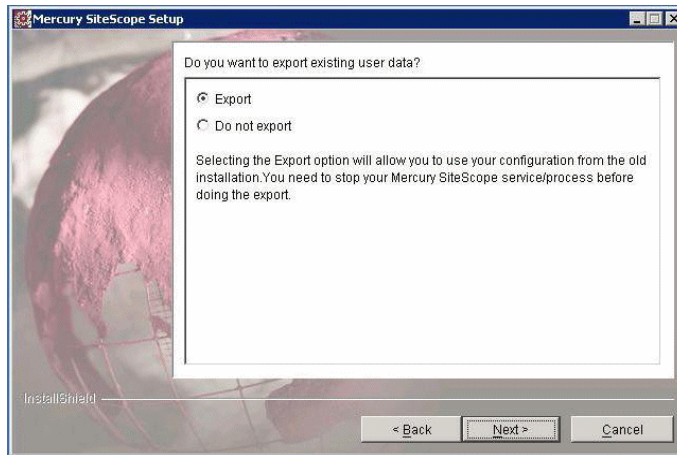 Mercury SiteScope Setup
Do you want to export existing user data?
Export
Do not export
Selecting the Export option will allow you to use your configuration from the old
installation.You need to stop your Mercury SiteScope service/process before
doing the export.
InstallShield
< Back
Next >
Cancel